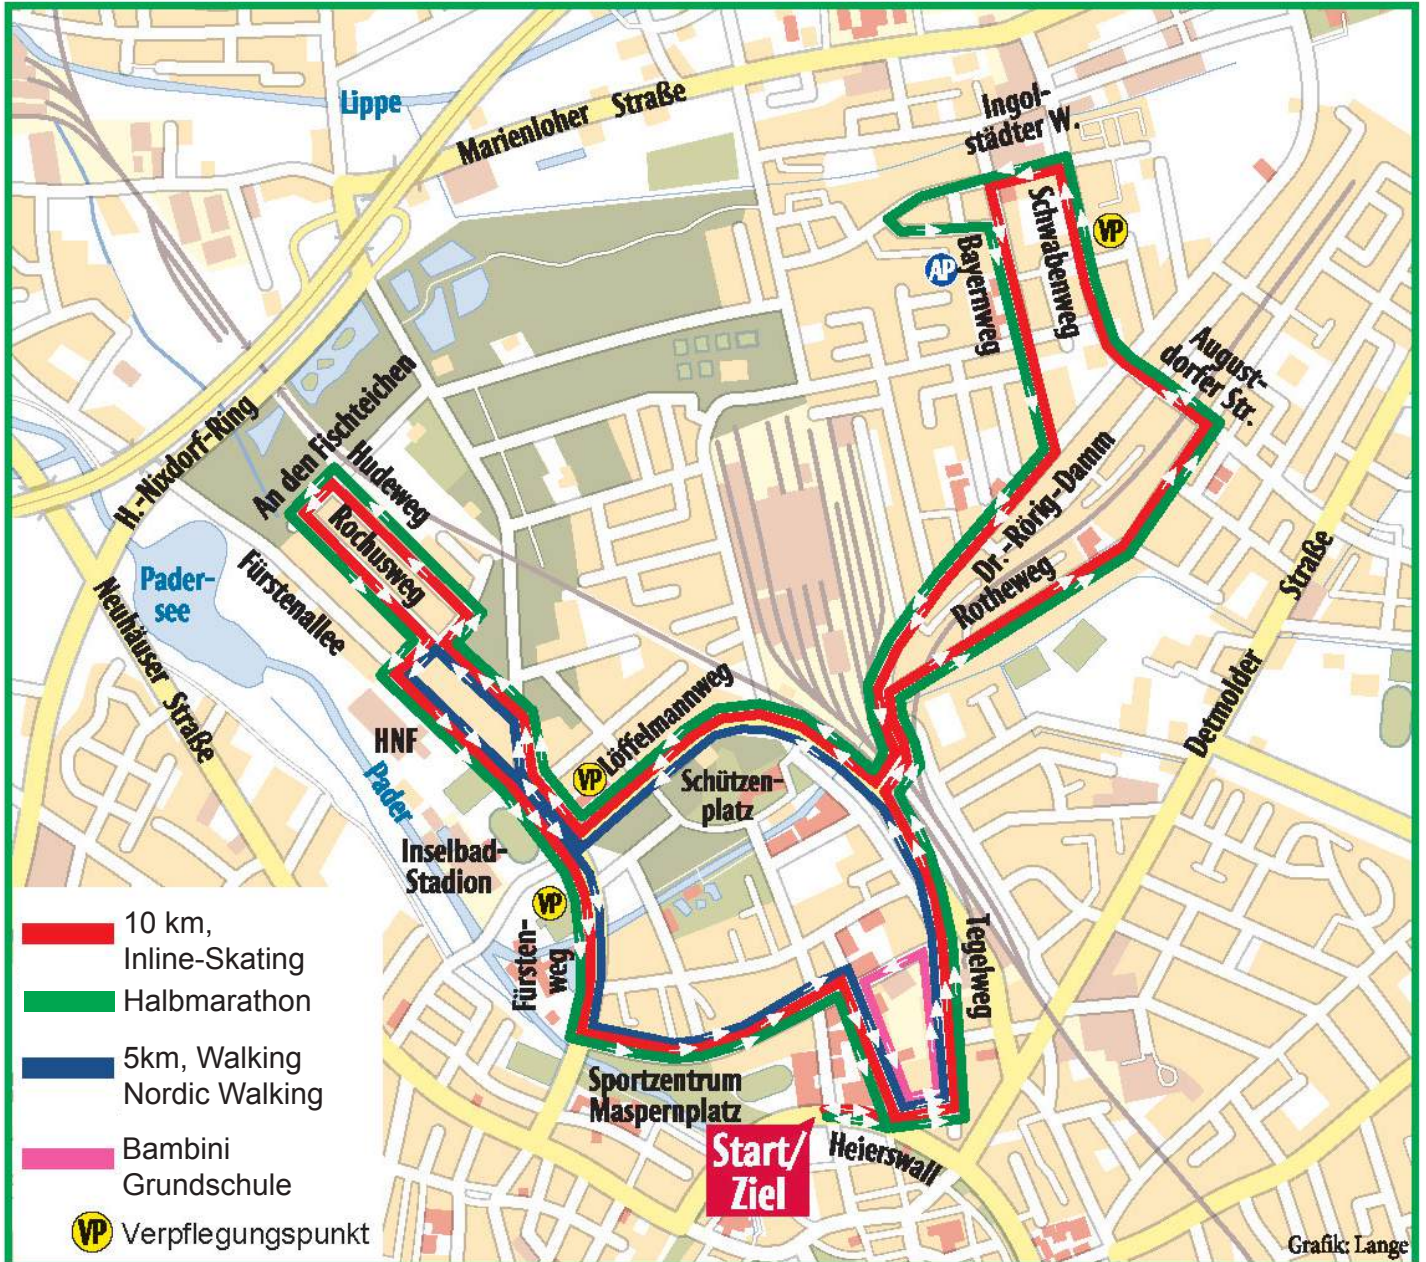 Lippe
Marienloher Straße
Ingol-
städter W.
Schwabenweg
VP
Bayernweg
AP
August-
dorfer Str.
H.-Nixdorf-Ring
An den Fischteichen
Hudeweg
Rochusweg
Fürstenallee
Pader-
see
Neuhäuser Straße
Dr.-Rörig-Damm
Rotheweg
Detmolder Straße
HNF
Pader
VP
Löffelmannweg
Schützen-
platz
Inselbad-
Stadion
VP
Fürsten-
weg
Tegelweg
Sportzentrum
Maspernplatz
Start/
Ziel
Heierswall
10 km,
Inline-Skating
Halbmarathon
5km, Walking
Nordic Walking
Bambini
Grundschule
VP Verpflegungspunkt
Grafik: Lange